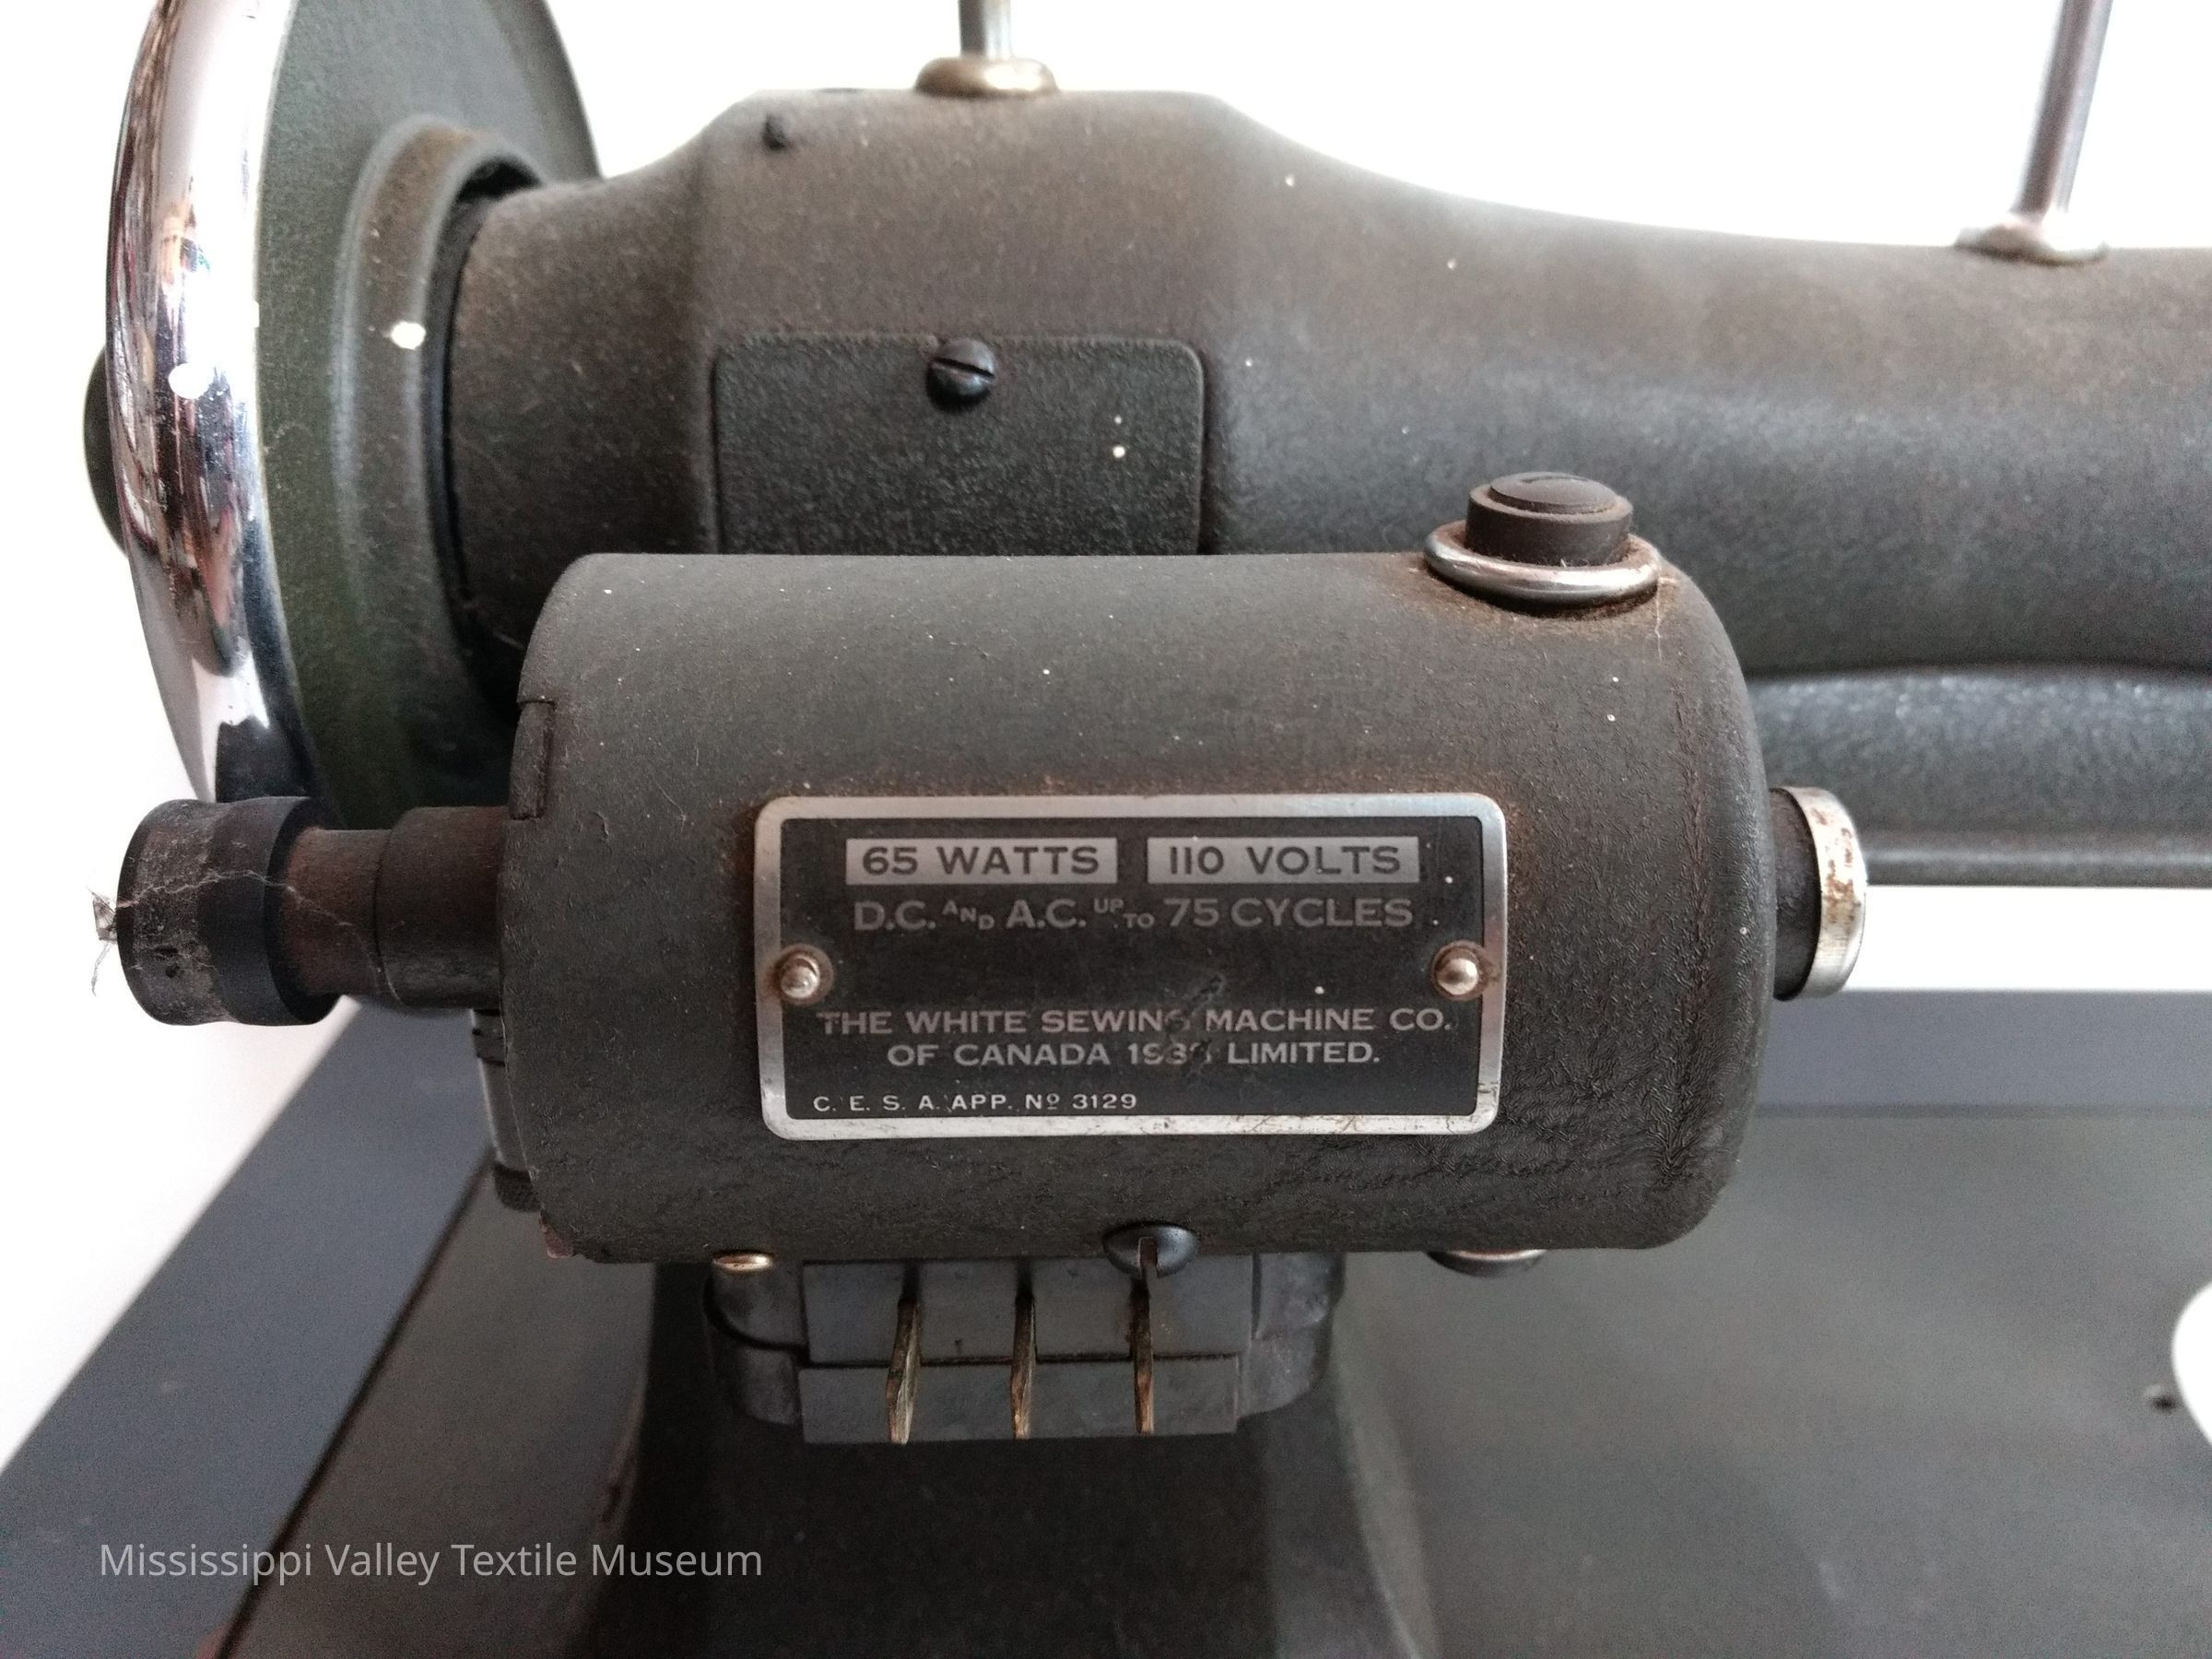 65 WATTS 110 VOLTS
D.C. AND A.C. UP TO 75 CYCLES
THE WHITE SEWING MACHINE CO.
OF CANADA LIMITED.
C. E. S. A. APP. Nº 3129
Mississippi Valley Textile Museum